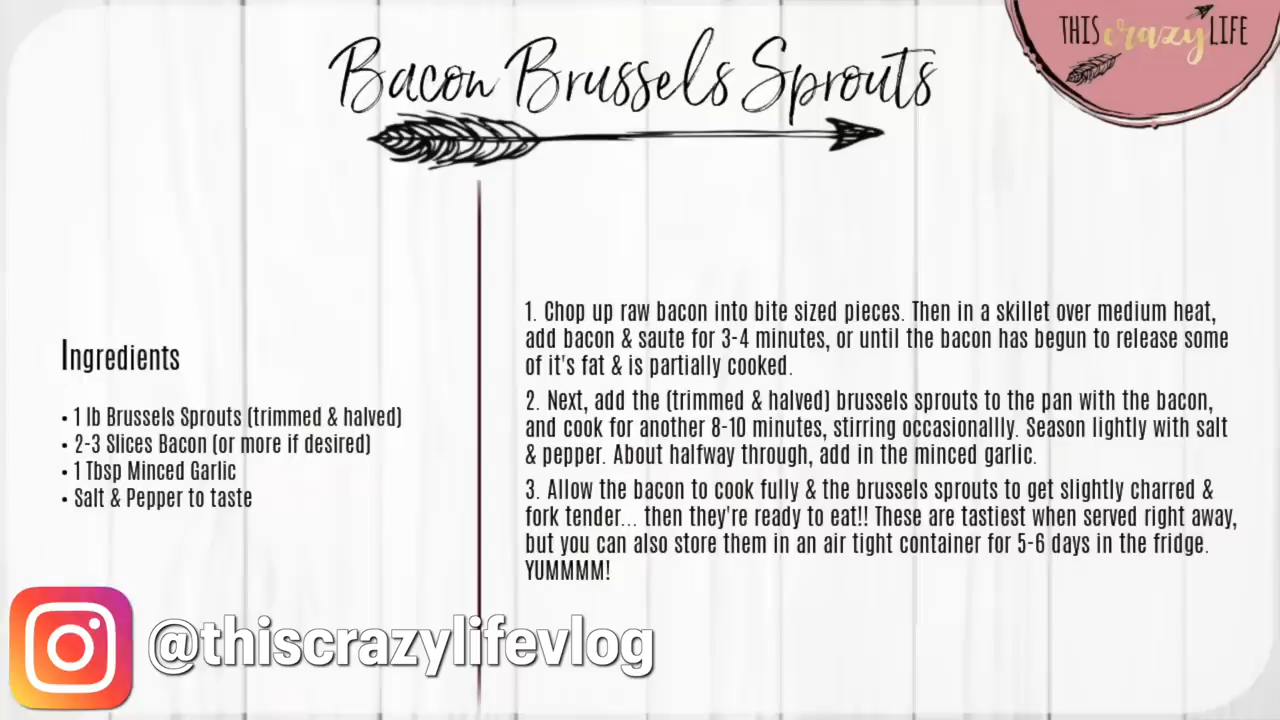 Bacon Brussels Sprouts
THIS crazy LIFE
Ingredients
• 1 lb Brussels Sprouts (trimmed & halved)
• 2-3 Slices Bacon (or more if desired)
• 1 Tbsp Minced Garlic
• Salt & Pepper to taste
1. Chop up raw bacon into bite sized pieces. Then in a skillet over medium heat,
add bacon & saute for 3-4 minutes, or until the bacon has begun to release some
of it's fat & is partially cooked.
2. Next, add the (trimmed & halved) brussels sprouts to the pan with the bacon,
and cook for another 8-10 minutes, stirring occasionallly. Season lightly with salt
& pepper. About halfway through, add in the minced garlic.
3. Allow the bacon to cook fully & the brussels sprouts to get slightly charred &
fork tender... then they're ready to eat!! These are tastiest when served right away,
but you can also store them in an air tight container for 5-6 days in the fridge.
YUMMMM!
@thiscrazylifevlog